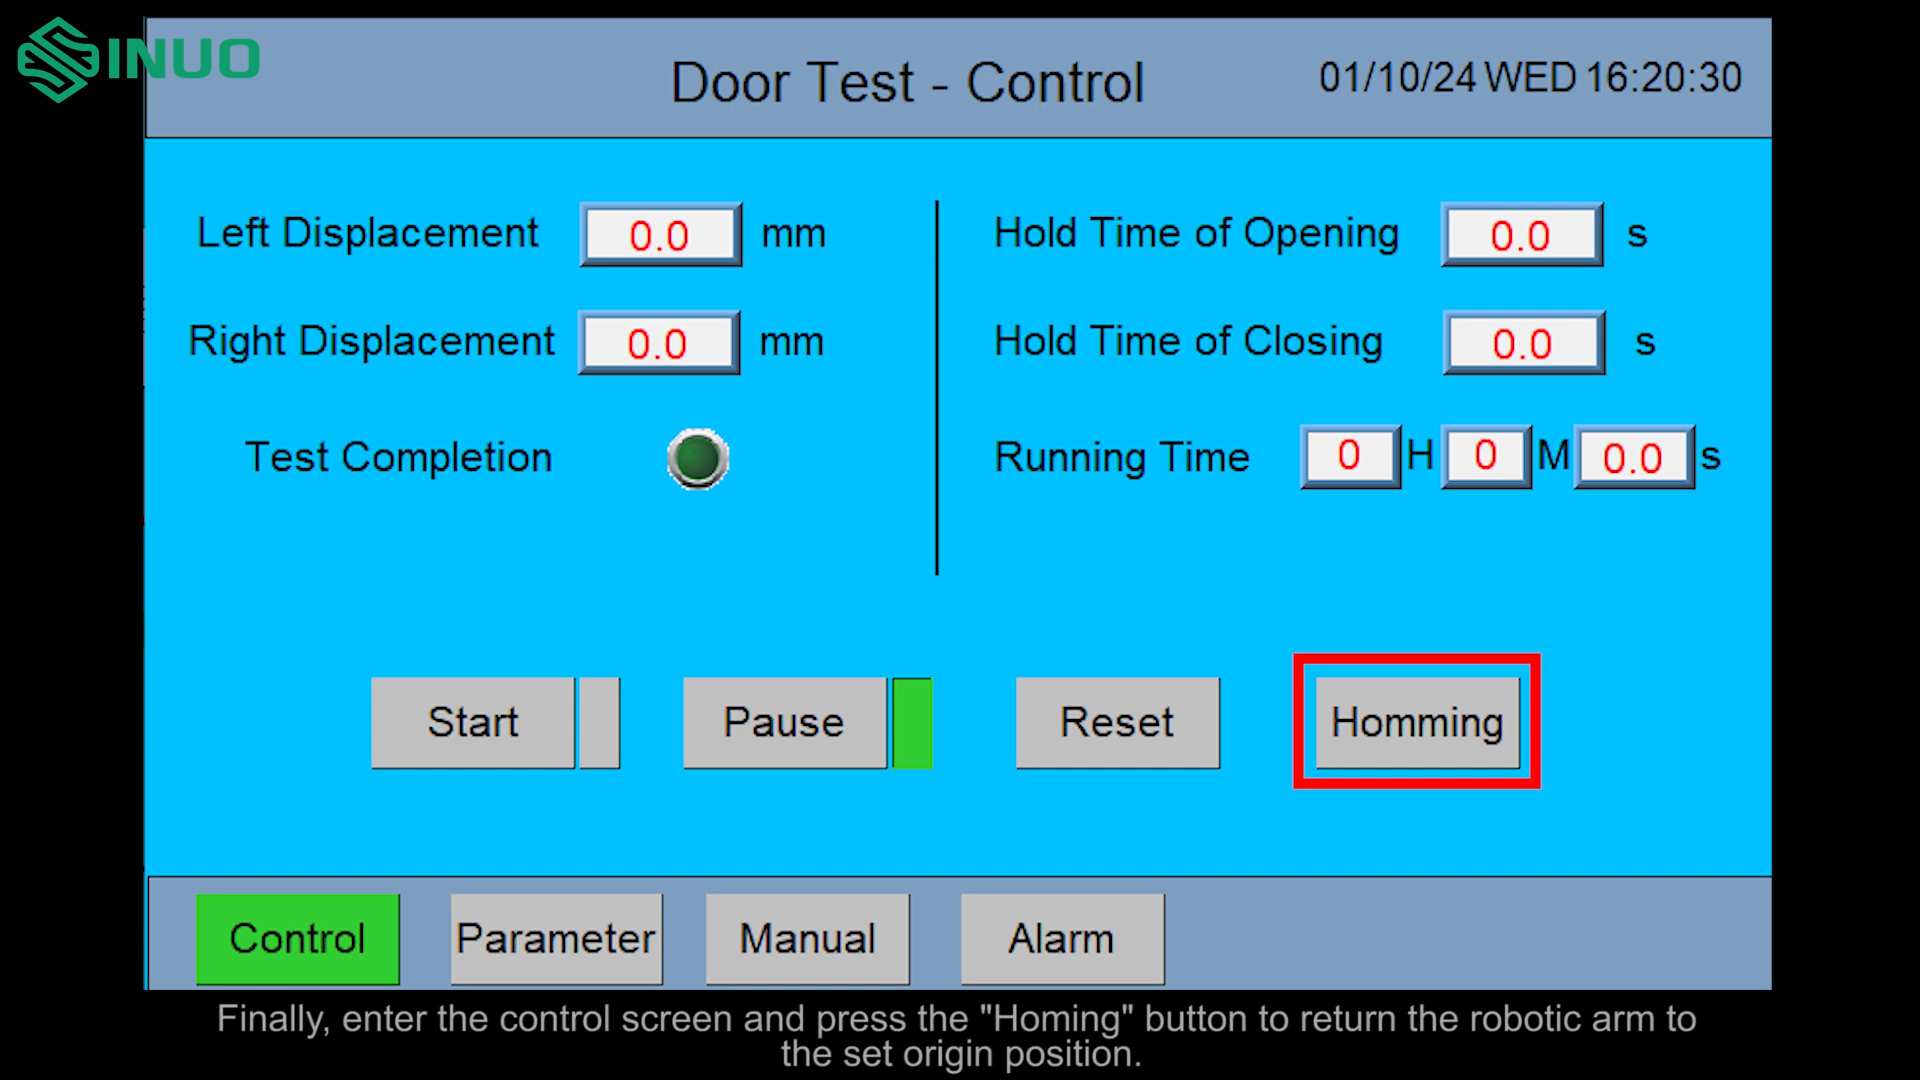 SINUO
Door Test - Control
01/10/24 WED 16:20:30
Left Displacement 0.0 mm
Hold Time of Opening 0.0 s
Right Displacement 0.0 mm
Hold Time of Closing 0.0 s
Test Completion
Running Time 0 H 0 M 0.0 s
Start
Pause
Reset
Homming
Control
Parameter
Manual
Alarm
Finally, enter the control screen and press the "Homing" button to return the robotic arm to
the set origin position.